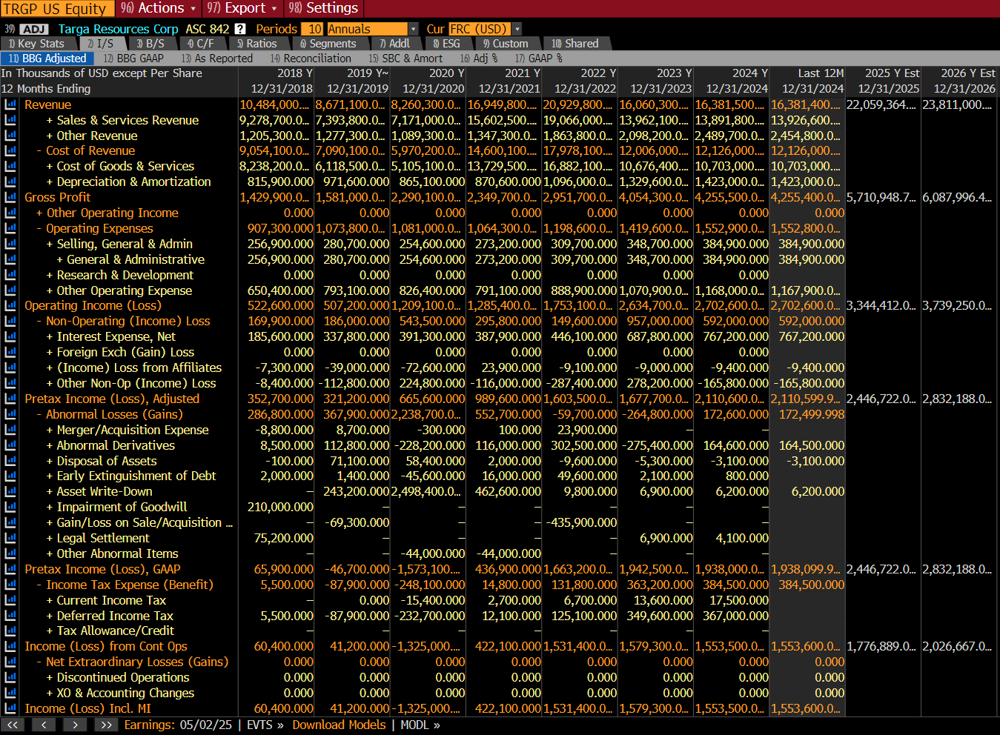 TRGP US Equity 96) Actions 97) Export 98) Settings
39) ADJ Targa Resources Corp ASC 842 ? Periods 10 Annuals Cur FRC (USD)
1) Key Stats 2) I/S 3) B/S 4) C/F 5) Ratios 6) Segments 7) Addl 8) ESG 9) Custom 10) Shared
11) BBG Adjusted 12) BBG GAAP 13) As Reported 14) Reconciliation 15) SBC & Amort 16) Adj % 17) GAAP %
In Thousands of USD except Per Share 2018 Y 2019 Y~ 2020 Y 2021 Y 2022 Y 2023 Y 2024 Y Last 12M 2025 Y Est 2026 Y Est
12 Months Ending 12/31/2018 12/31/2019 12/31/2020 12/31/2021 12/31/2022 12/31/2023 12/31/2024 12/31/2024 12/31/2025 12/31/2026
Revenue 10,484,000.... 8,671,100.0... 8,260,300.0... 16,949,800.... 20,929,800.... 16,060,300.... 16,381,500.... 16,381,400.... 22,059,364.... 23,811,000....
+ Sales & Services Revenue 9,278,700.0... 7,393,800.0... 7,171,000.0... 15,602,500.... 19,066,000.... 13,962,100.... 13,891,800.... 13,926,600....
+ Other Revenue 1,205,300.0... 1,277,300.0... 1,089,300.0... 1,347,300.0... 1,863,800.0... 2,098,200.0... 2,489,700.0... 2,454,800.0...
- Cost of Revenue 9,054,100.0... 7,090,100.0... 5,970,200.0... 14,600,100.... 17,978,100.... 12,006,000.... 12,126,000.... 12,126,000....
+ Cost of Goods & Services 8,238,200.0... 6,118,500.0... 5,105,100.0... 13,729,500.... 16,882,100.... 10,676,400.... 10,703,000.... 10,703,000....
+ Depreciation & Amortization 815,900.000 971,600.000 865,100.000 870,600.000 1,096,000.0... 1,329,600.0... 1,423,000.0... 1,423,000.0...
Gross Profit 1,429,900.0... 1,581,000.0... 2,290,100.0... 2,349,700.0... 2,951,700.0... 4,054,300.0... 4,255,500.0... 4,255,400.0... 5,710,948.7... 6,087,996.4...
+ Other Operating Income 0.000 0.000 0.000 0.000 0.000 0.000 0.000 0.000
- Operating Expenses 907,300.000 1,073,800.0... 1,081,000.0... 1,064,300.0... 1,198,600.0... 1,419,600.0... 1,552,900.0... 1,552,800.0...
+ Selling, General & Admin 256,900.000 280,700.000 254,600.000 273,200.000 309,700.000 348,700.000 384,900.000 384,900.000
+ General & Administrative 256,900.000 280,700.000 254,600.000 273,200.000 309,700.000 348,700.000 384,900.000 384,900.000
+ Research & Development 0.000 0.000 0.000 0.000 0.000 0.000 0.000
+ Other Operating Expense 650,400.000 793,100.000 826,400.000 791,100.000 888,900.000 1,070,900.0... 1,168,000.0... 1,167,900.0...
Operating Income (Loss) 522,600.000 507,200.000 1,209,100.0... 1,285,400.0... 1,753,100.0... 2,634,700.0... 2,702,600.0... 2,702,600.0... 3,344,412.0... 3,739,250.0...
- Non-Operating (Income) Loss 169,900.000 186,000.000 543,500.000 295,800.000 149,600.000 957,000.000 592,000.000 592,000.000
+ Interest Expense, Net 185,600.000 337,800.000 391,300.000 387,900.000 446,100.000 687,800.000 767,200.000 767,200.000
+ Foreign Exch (Gain) Loss 0.000 0.000 0.000 0.000 0.000 0.000 0.000
+ (Income) Loss from Affiliates -7,300.000 -39,000.000 -72,600.000 23,900.000 -9,100.000 -9,000.000 -9,400.000 -9,400.000
+ Other Non-Op (Income) Loss -8,400.000 -112,800.000 224,800.000 -116,000.000 -287,400.000 278,200.000 -165,800.000 -165,800.000
Pretax Income (Loss), Adjusted 352,700.000 321,200.000 665,600.000 989,600.000 1,603,500.0... 1,677,700.0... 2,110,600.0... 2,110,599.9... 2,446,722.0... 2,832,188.0...
- Abnormal Losses (Gains) 286,800.000 367,900.000 2,238,700.0... 552,700.000 -59,700.000 -264,800.000 172,600.000 172,499.998
+ Merger/Acquisition Expense -8,800.000 8,700.000 -300.000 100.000 23,900.000 — —
+ Abnormal Derivatives 8,500.000 112,800.000 -228,200.000 116,000.000 302,500.000 -275,400.000 164,600.000 164,500.000
+ Disposal of Assets -100.000 71,100.000 58,400.000 2,000.000 -9,600.000 -5,300.000 -3,100.000 -3,100.000
+ Early Extinguishment of Debt 2,000.000 1,400.000 -45,600.000 16,000.000 49,600.000 2,100.000 800.000
+ Asset Write-Down — 243,200.000 2,498,400.0... 462,600.000 9,800.000 6,900.000 6,200.000 6,200.000
+ Impairment of Goodwill 210,000.000 — — — — — —
+ Gain/Loss on Sale/Acquisition ... — -69,300.000 — — -435,900.000 — —
+ Legal Settlement 75,200.000 — — — — 6,900.000 4,100.000
+ Other Abnormal Items — — -44,000.000 -44,000.000 — — —
Pretax Income (Loss), GAAP 65,900.000 -46,700.000 -1,573,100.... 436,900.000 1,663,200.0... 1,942,500.0... 1,938,000.0... 1,938,099.9... 2,446,722.0... 2,832,188.0...
- Income Tax Expense (Benefit) 5,500.000 -87,900.000 -248,100.000 14,800.000 131,800.000 363,200.000 384,500.000 384,500.000
+ Current Income Tax — 0.000 -15,400.000 2,700.000 6,700.000 13,600.000 17,500.000
+ Deferred Income Tax 5,500.000 -87,900.000 -232,700.000 12,100.000 125,100.000 349,600.000 367,000.000
+ Tax Allowance/Credit — — — — — — —
Income (Loss) from Cont Ops 60,400.000 41,200.000 -1,325,000.... 422,100.000 1,531,400.0... 1,579,300.0... 1,553,500.0... 1,553,600.0... 1,776,889.0... 2,026,667.0...
- Net Extraordinary Losses (Gains) 0.000 0.000 0.000 0.000 0.000 0.000 0.000 0.000
+ Discontinued Operations 0.000 0.000 0.000 0.000 0.000 0.000 0.000 0.000
+ XO & Accounting Changes 0.000 0.000 0.000 0.000 0.000 0.000 0.000 0.000
Income (Loss) Incl. MI 60,400.000 41,200.000 -1,325,000.... 422,100.000 1,531,400.0... 1,579,300.0... 1,553,500.0... 1,553,600.0...
<< < > >> Earnings: 05/02/25 | EVTS » Download Models | MODL »